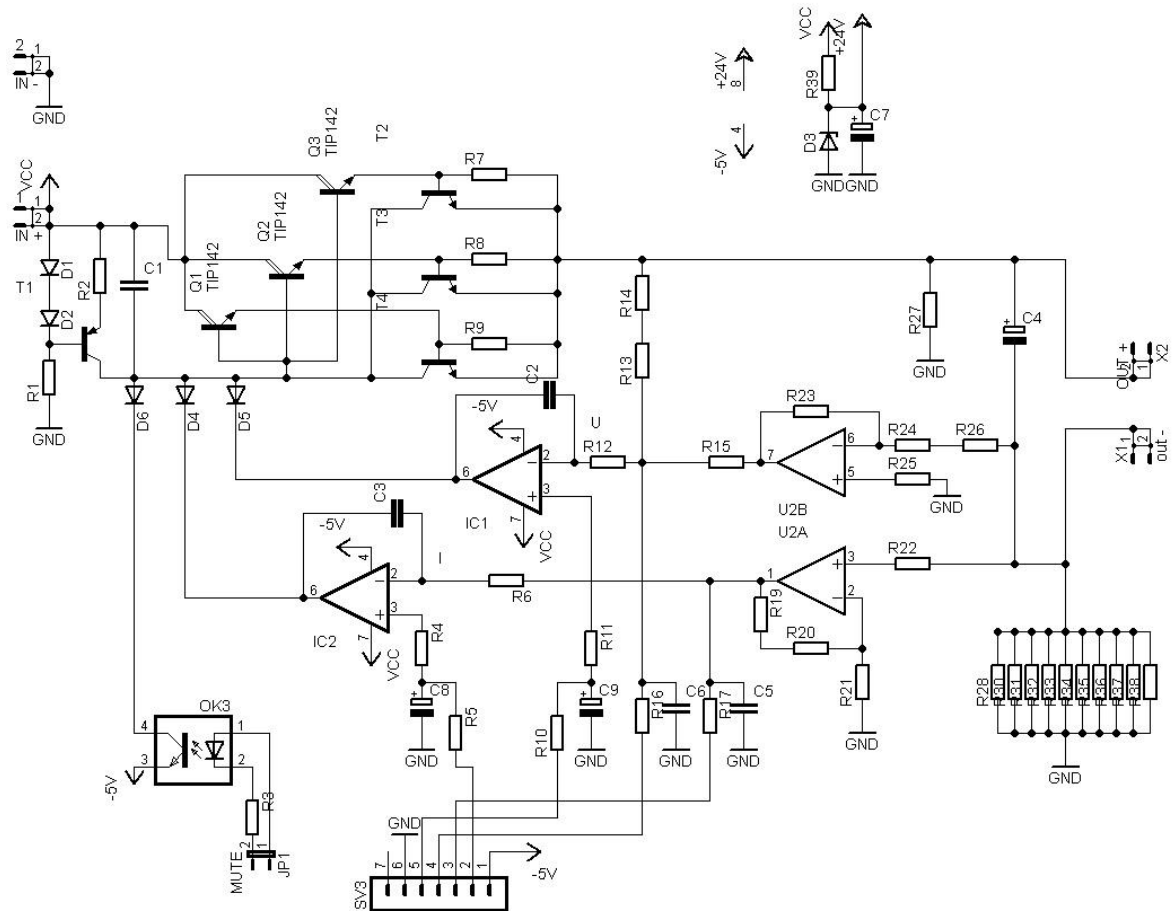 2 1
2
IN -
GND
VCC
1
2
IN +
D1
T1
D2
R1
GND
R2
C1
Q3
TIP142
T2
Q2
TIP142
T3
Q1
TIP142
T4
R7
R8
R9
+24V
8
4
-5V
VCC
+24V
R39
C7
+
D3
GND GND
R14
R13
R27
GND
C4
+
OUT +
2 1
X2
X1
1 2
out -
D6
D4
D5
C2
-5V
4
U
2
3
6
7
IC1
VCC
R12
R15
R23
R24
R26
R25
GND
6
5
7
U2B
U2A
C3
-5V
4
I
2
3
6
7
IC2
VCC
R6
R22
3
2
1
R19
R20
R21
GND
R4
R11
C8
+
GND
R5
C9
+
GND
R10
R16
C6
GND
R17
C5
GND
R28
R30
R31
R32
R33
R34
R35
R36
R37
R38
GND
OK3
4
3
1
2
-5V
R3
MUTE
2
1
JP1
GND
7
6
5
4
3
2
1
-5V
SV3